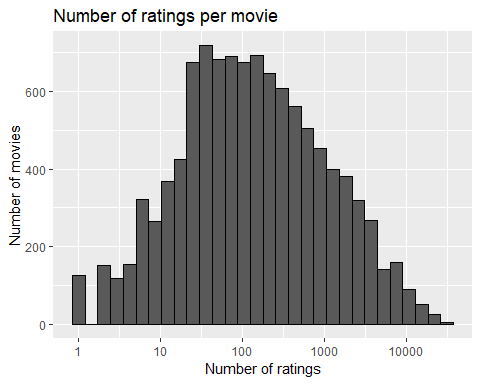 Number of ratings per movie
Number of movies
600
400
200
0
1 10 100 1000 10000
Number of ratings